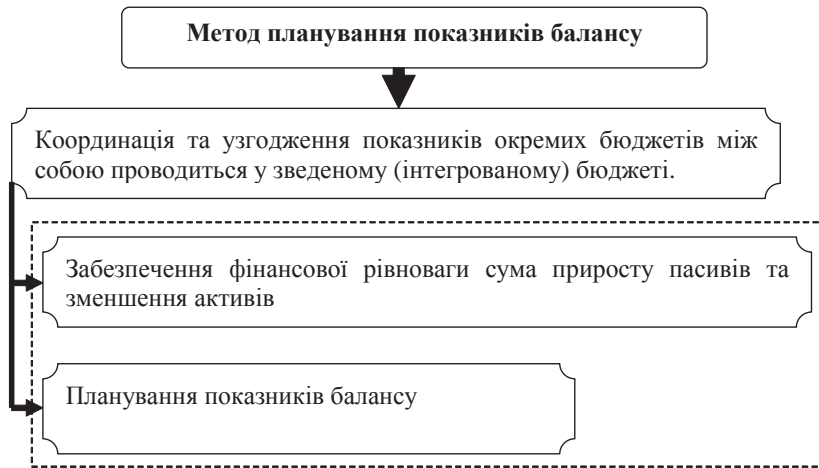 Метод планування показників балансу
Координація та узгодження показників окремих бюджетів між
собою проводиться у зведеному (інтегрованому) бюджеті.
Забезпечення фінансової рівноваги сума приросту пасивів та
зменшення активів
Планування показників балансу